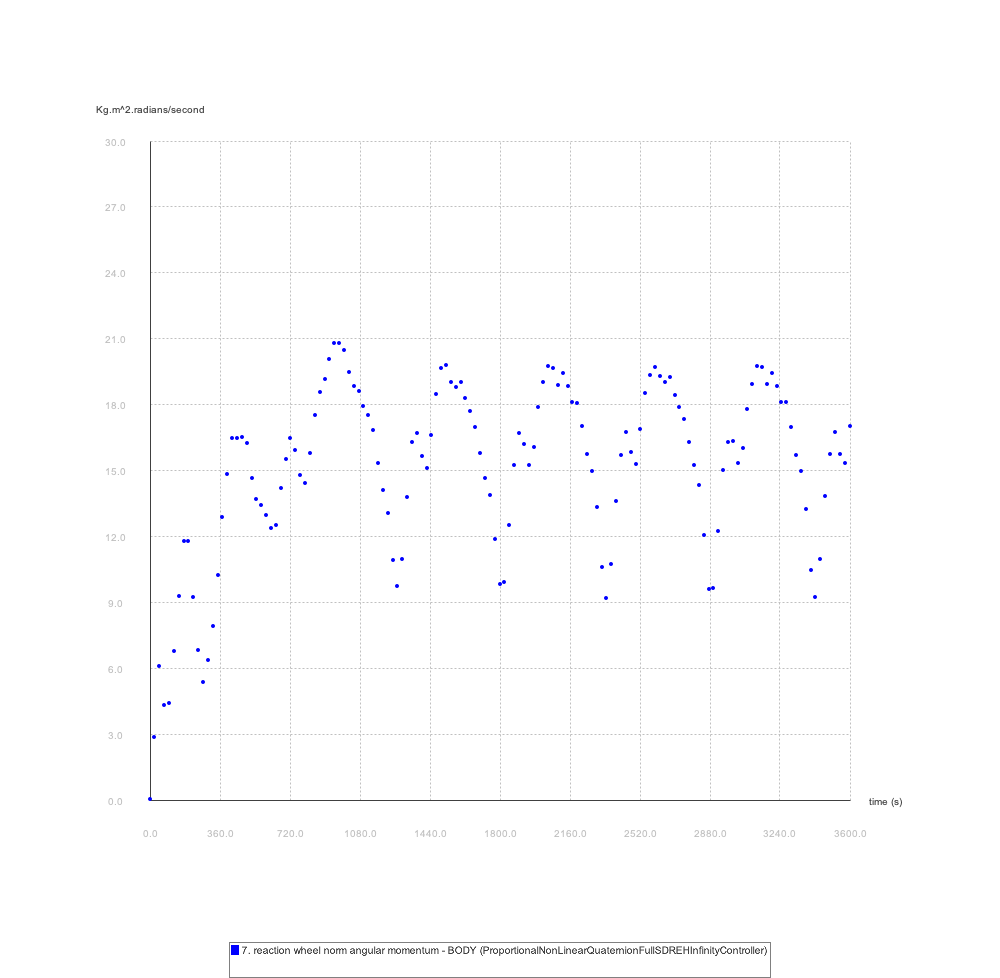 Kg.m^2.radians/second
30.0
27.0
24.0
21.0
18.0
15.0
12.0
9.0
6.0
3.0
0.0
time (s)
0.0 360.0 720.0 1080.0 1440.0 1800.0 2160.0 2520.0 2880.0 3240.0 3600.0
7. reaction wheel norm angular momentum - BODY (ProportionalNonLinearQuaternionFullSDREHInfinityController)